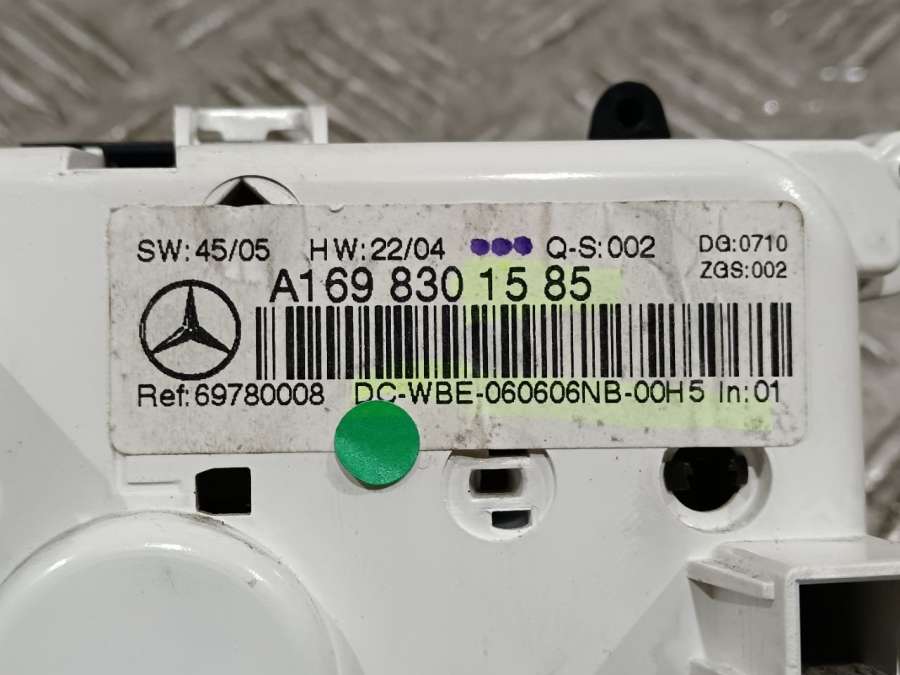 SW:45/05 HW:22/04 Q-S:002 DG:0710
ZGS:002
A169 830 15 85
Ref:69780008 DC-WBE-060606NB-00H5 In:01